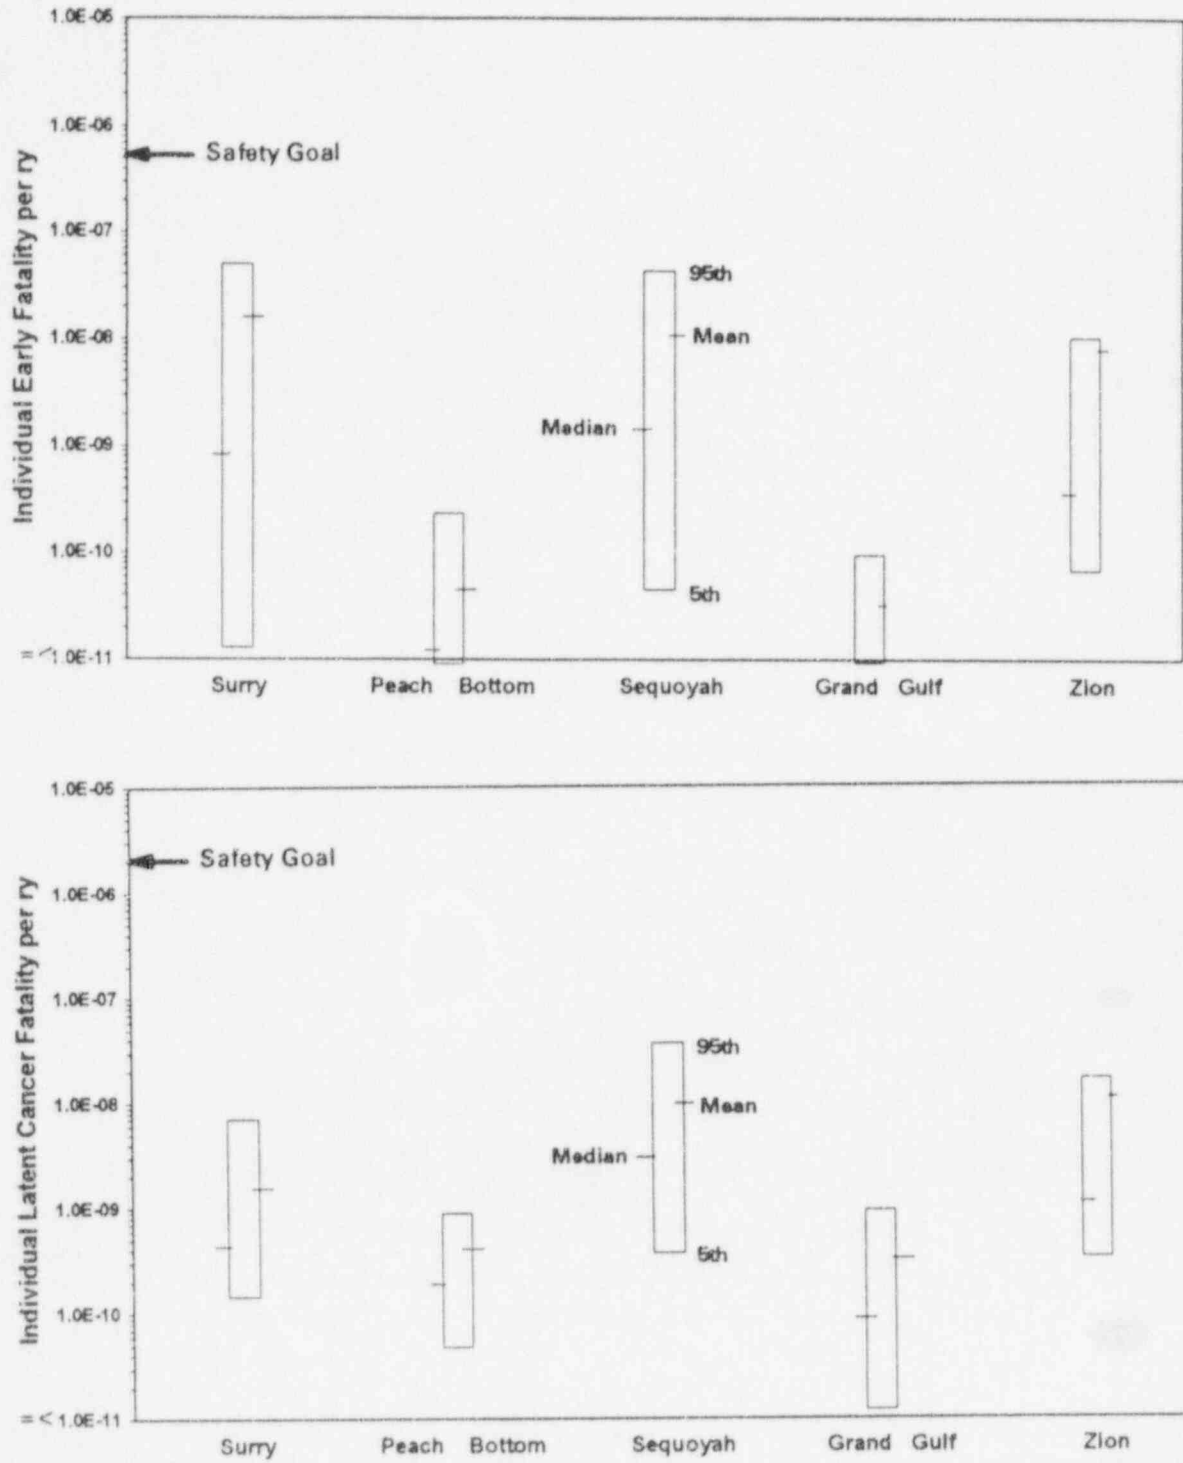 1.0E-05
1.0E-06
Safety Goal
1.0E-07
95th
1.0E-08
Mean
Median
1.0E-09
1.0E-10
5th
= <1.0E-11
Individual Early Fatality per ry
Surry Peach Bottom Sequoyah Grand Gulf Zion
1.0E-05
Safety Goal
1.0E-06
1.0E-07
95th
1.0E-08
Mean
Median
1.0E-09
5th
1.0E-10
= <1.0E-11
Individual Latent Cancer Fatality per ry
Surry Peach Bottom Sequoyah Grand Gulf Zion